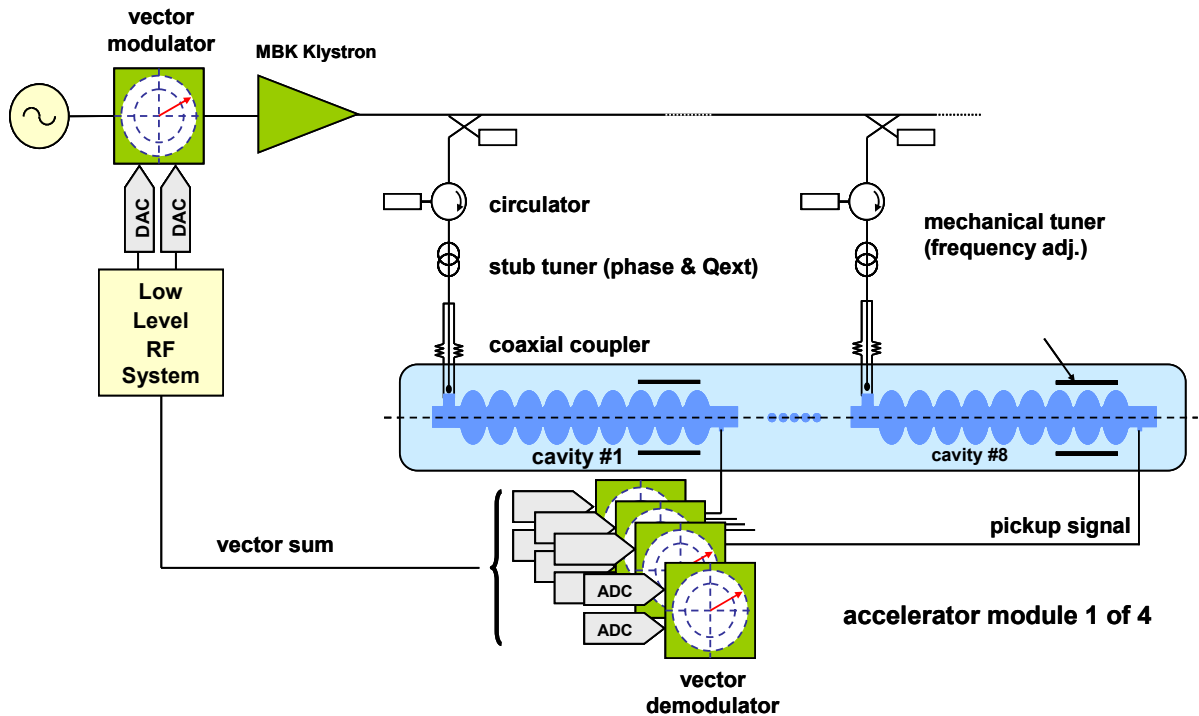 vector
modulator
MBK Klystron
DAC
DAC
Low
Level
RF
System
circulator
stub tuner (phase & Qext)
coaxial coupler
mechanical tuner
(frequency adj.)
cavity #1
cavity #8
vector sum
pickup signal
ADC
ADC
accelerator module 1 of 4
vector
demodulator